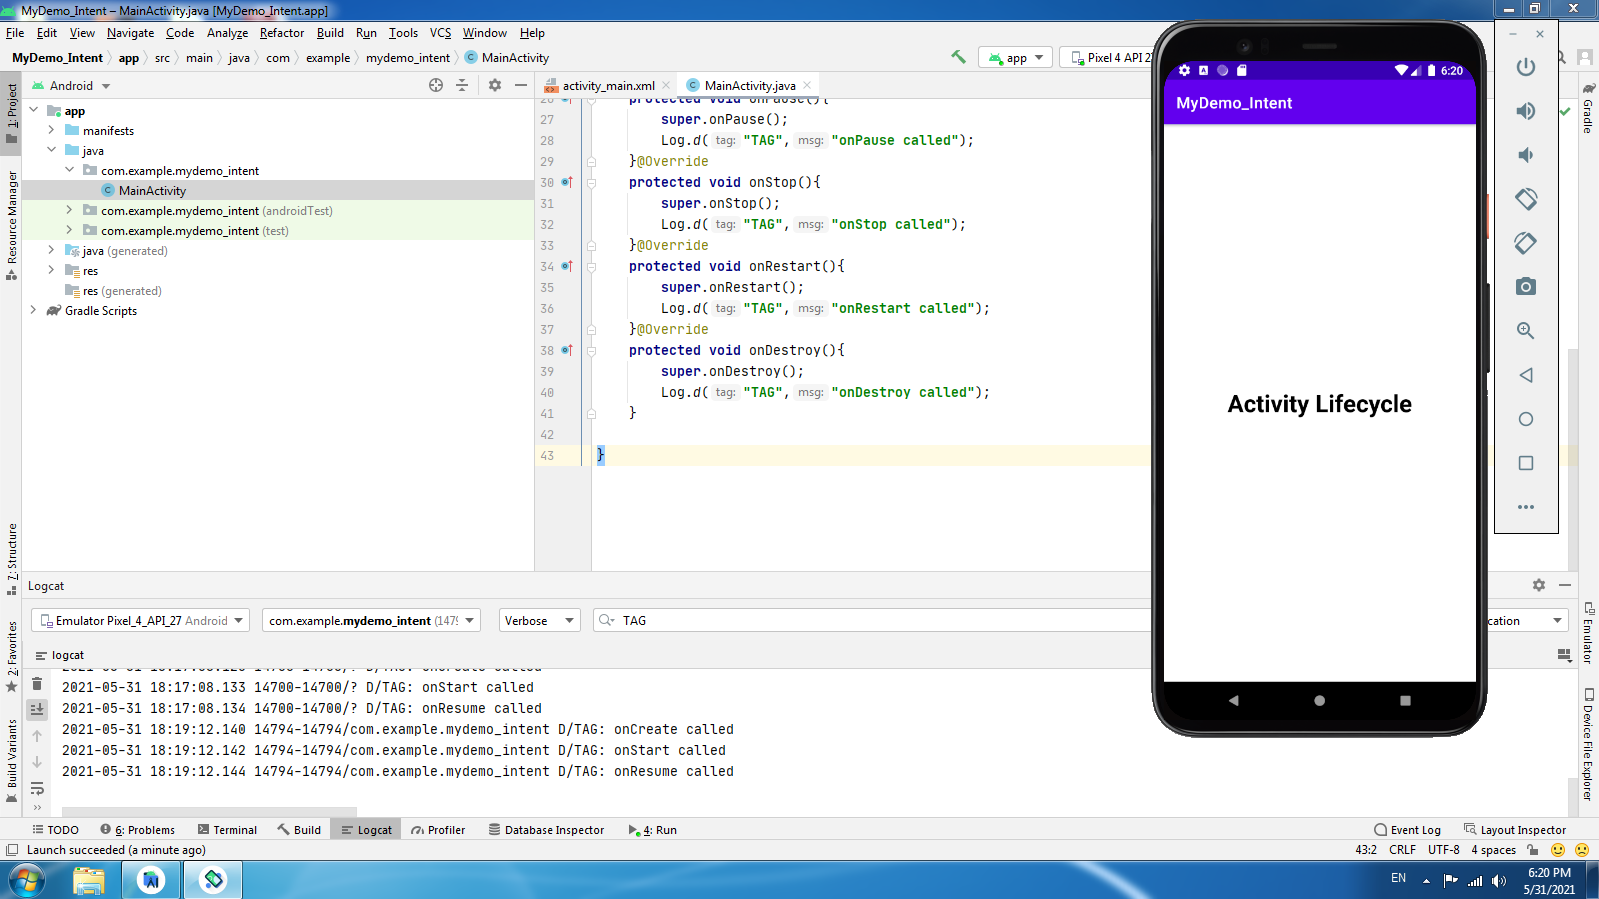 MyDemo_Intent – MainActivity.java [MyDemo_Intent.app]
File Edit View Navigate Code Analyze Refactor Build Run Tools VCS Window Help
MyDemo_Intent app src main java com example mydemo_intent MainActivity
app Pixel 4 API 27
Android
activity_main.xml MainActivity.java
1: Project
Resource Manager
7: Structure
2: Favorites
Build Variants
app
manifests
java
com.example.mydemo_intent
MainActivity
com.example.mydemo_intent (androidTest)
com.example.mydemo_intent (test)
java (generated)
res
res (generated)
Gradle Scripts
26 protected void onPause(){
27 super.onPause();
28 Log.d( tag: "TAG", msg: "onPause called");
29 }@Override
30 protected void onStop(){
31 super.onStop();
32 Log.d( tag: "TAG", msg: "onStop called");
33 }@Override
34 protected void onRestart(){
35 super.onRestart();
36 Log.d( tag: "TAG", msg: "onRestart called");
37 }@Override
38 protected void onDestroy(){
39 super.onDestroy();
40 Log.d( tag: "TAG", msg: "onDestroy called");
41 }
42
43 }
6:20
MyDemo_Intent
Activity Lifecycle
Gradle
Emulator
Device File Explorer
Logcat
Emulator Pixel_4_API_27 Android com.example.mydemo_intent (1479 Verbose TAG cation
logcat
onCreate called
2021-05-31 18:17:08.133 14700-14700/? D/TAG: onStart called
2021-05-31 18:17:08.134 14700-14700/? D/TAG: onResume called
2021-05-31 18:19:12.140 14794-14794/com.example.mydemo_intent D/TAG: onCreate called
2021-05-31 18:19:12.142 14794-14794/com.example.mydemo_intent D/TAG: onStart called
2021-05-31 18:19:12.144 14794-14794/com.example.mydemo_intent D/TAG: onResume called
TODO 6: Problems Terminal Build Logcat Profiler Database Inspector 4: Run Event Log Layout Inspector
Launch succeeded (a minute ago) 43:2 CRLF UTF-8 4 spaces
EN 6:20 PM
5/31/2021